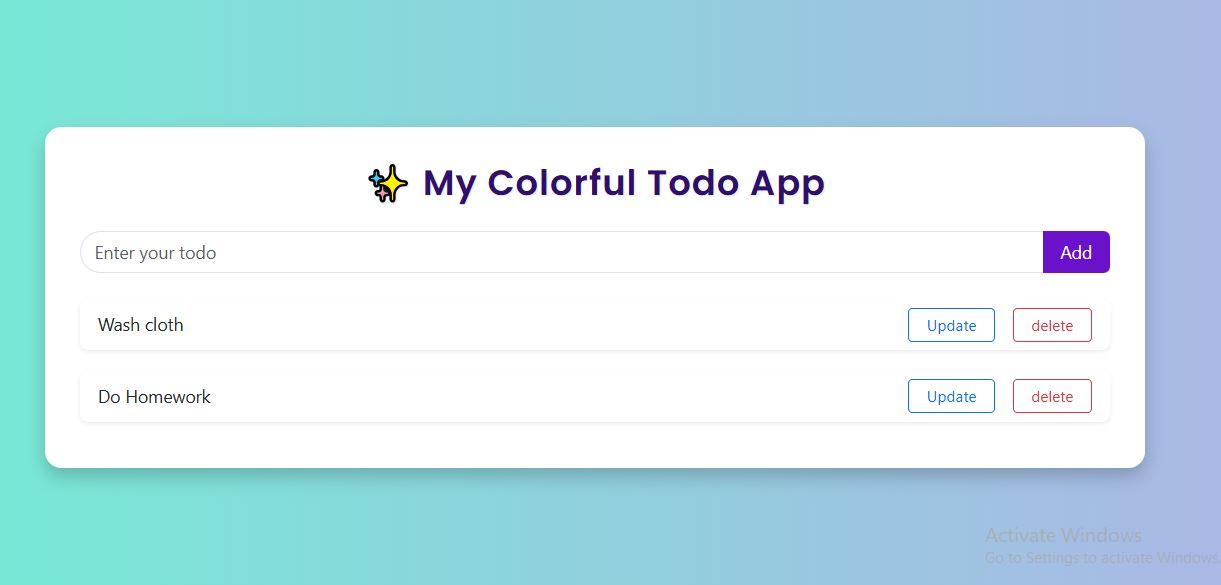 ✨ My Colorful Todo App
Enter your todo
Add
Wash cloth
Update
delete
Do Homework
Update
delete
Activate Windows
Go to Settings to activate Windows.